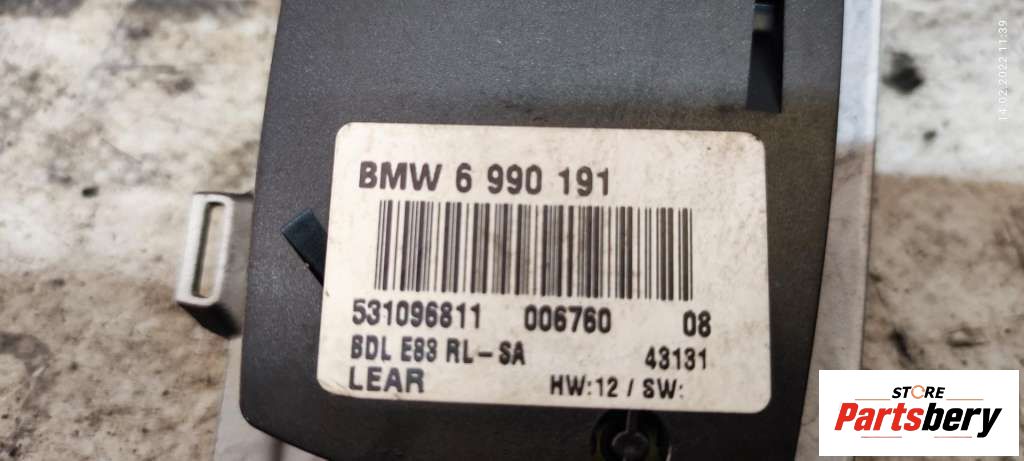 BMW 6 990 191
531096811 006760 08
BDL E83 RL-SA 43131
LEAR HW:12 / SW:
14.02.2022 11:39
STORE
Partsbery